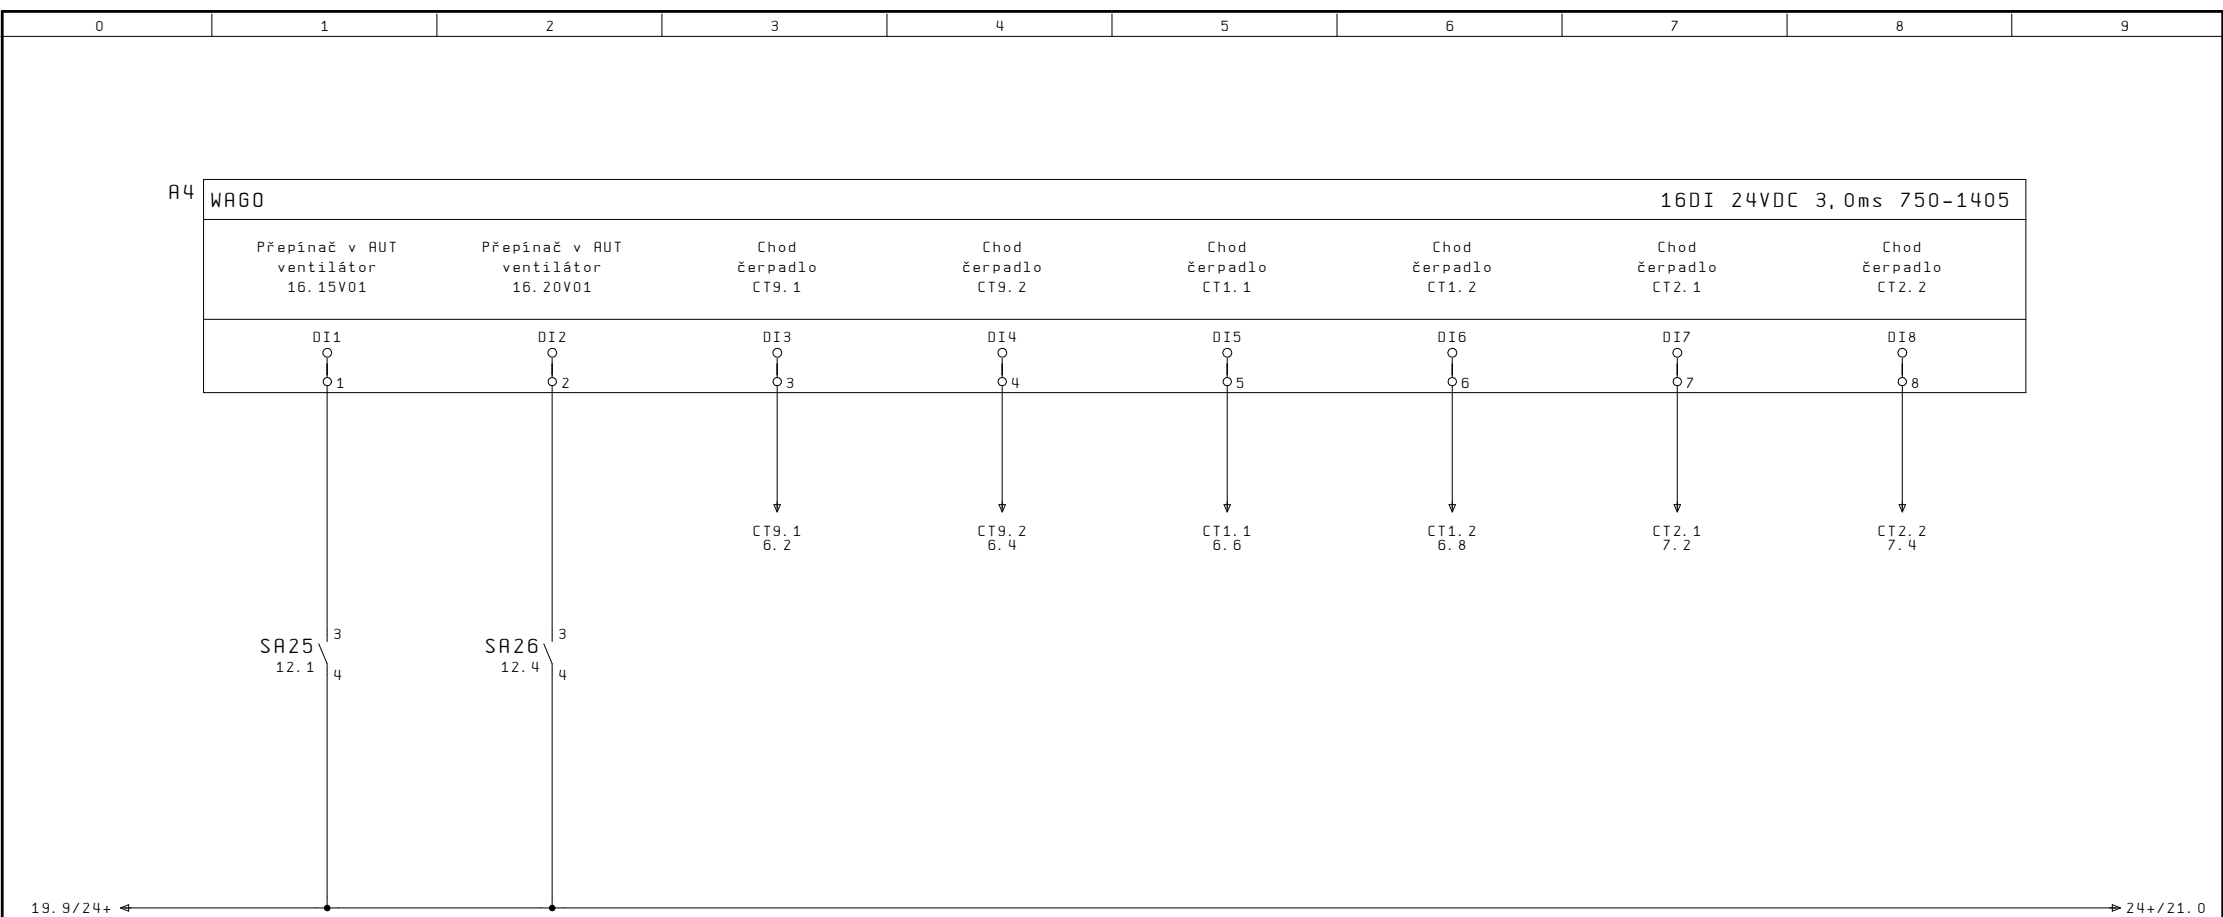 0 1 2 3 4 5 6 7 8 9
A4 WAGO 16DI 24VDC 3,0ms 750-1405
Přepínač v AUT Přepínač v AUT Chod Chod Chod Chod Chod Chod
ventilátor ventilátor čerpadlo čerpadlo čerpadlo čerpadlo čerpadlo čerpadlo
16.15V01 16.20V01 CT9.1 CT9.2 CT1.1 CT1.2 CT2.1 CT2.2
DI1 DI2 DI3 DI4 DI5 DI6 DI7 DI8
1 2 3 4 5 6 7 8
CT9.1 CT9.2 CT1.1 CT1.2 CT2.1 CT2.2
6.2 6.4 6.6 6.8 7.2 7.4
3 3
SA25 SA26
12.1 12.4
4 4
19.9/24+ 24+/21.0